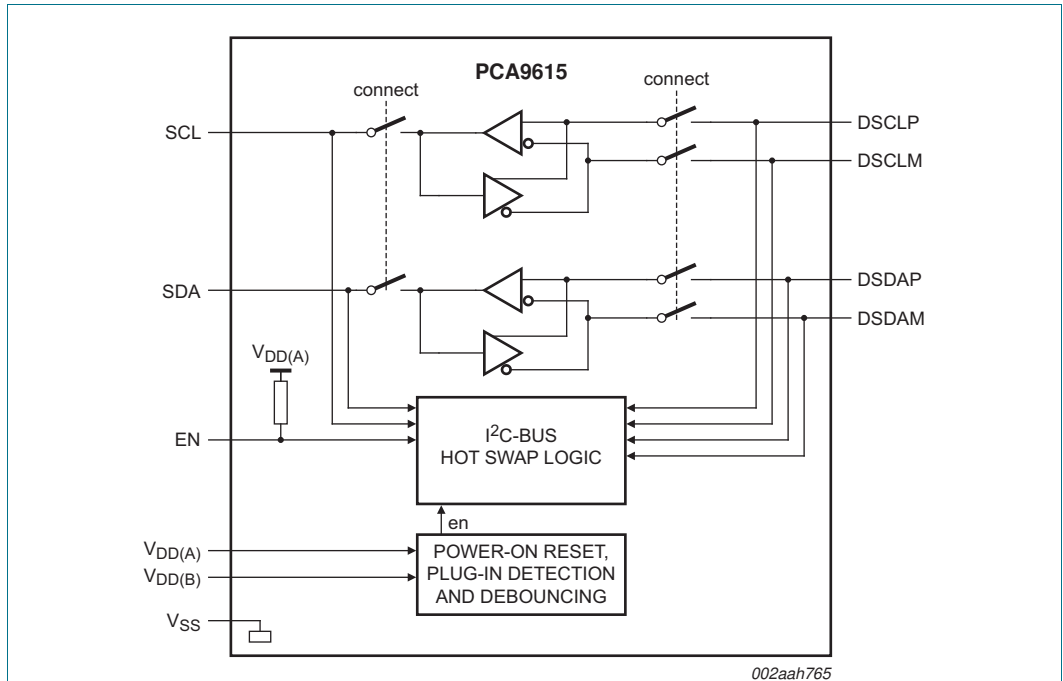 PCA9615
connect
connect
SCL
DSCLP
DSCLM
SDA
DSDAP
DSDAM
VDD(A)
EN
I²C-BUS
HOT SWAP LOGIC
en
VDD(A)
VDD(B)
POWER-ON RESET,
PLUG-IN DETECTION
AND DEBOUNCING
VSS
002aah765